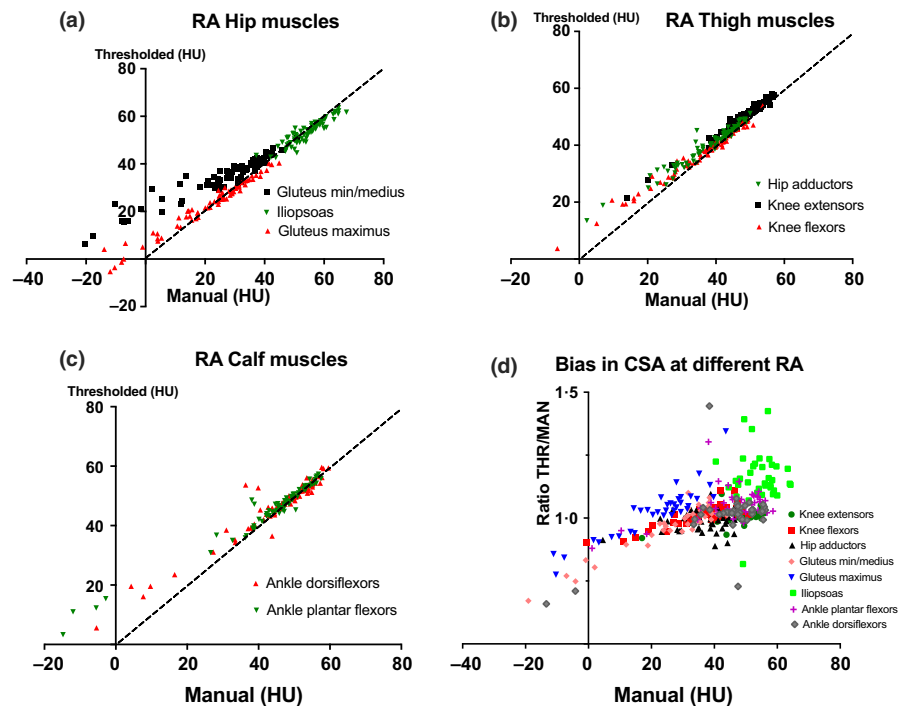 (a) RA Hip muscles
Thresholded (HU)
80
60
40
20
–20
–40 –20 0 20 40 60 80
Manual (HU)
Gluteus min/medius
Iliopsoas
Gluteus maximus
(b) RA Thigh muscles
80
60
40
20
0
–20 0 20 40 60 80
Manual (HU)
Hip adductors
Knee extensors
Knee flexors
(c) RA Calf muscles
Thresholded (HU)
80
60
40
20
–20 0 20 40 60 80
Manual (HU)
Ankle dorsiflexors
Ankle plantar flexors
(d) Bias in CSA at different RA
Ratio THR/MAN
1·5
1·0
–40 –20 0 20 40 60 80
Manual (HU)
Knee extensors
Knee flexors
Hip adductors
Gluteus min/medius
Gluteus maximus
Iliopsoas
Ankle plantar flexors
Ankle dorsiflexors